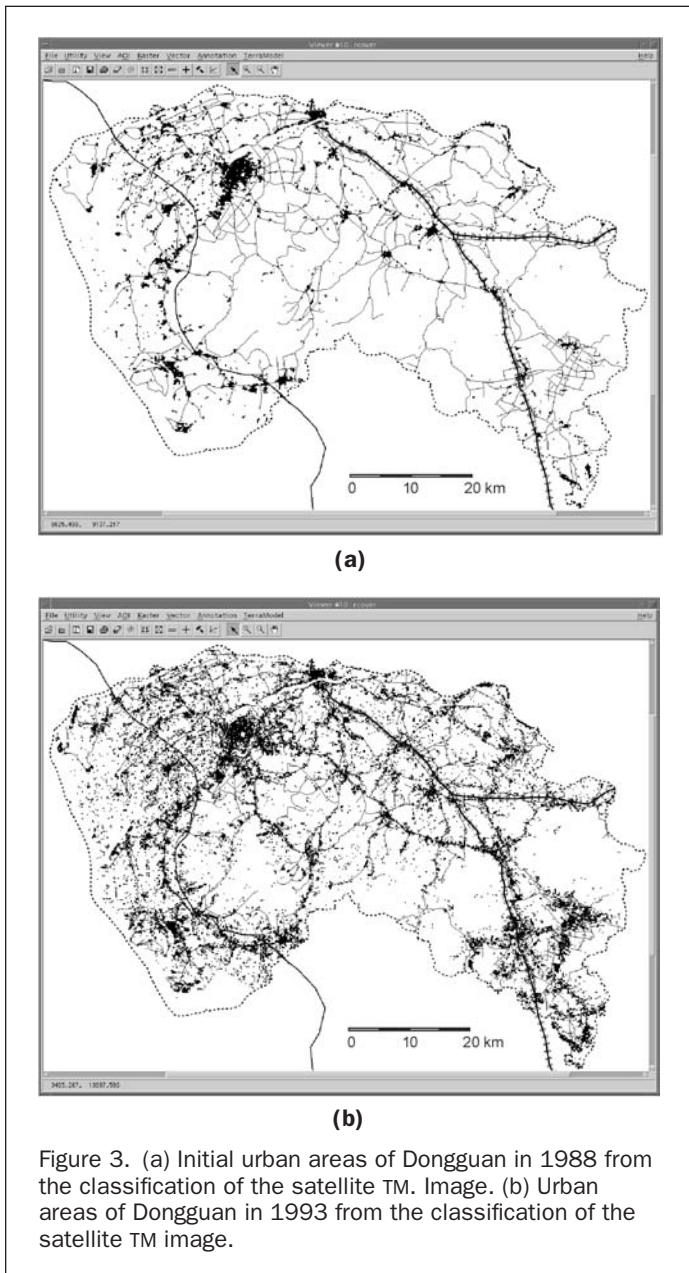 Viewer #10: rcover
File Utility View AOI Raster Vector Annotation TerraModel Help
0 10 20 km
(a)
File Utility View AOI Raster Vector Annotation TerraModel Help
0 10 20 km
(b)
Figure 3. (a) Initial urban areas of Dongguan in 1988 from
the classification of the satellite TM. Image. (b) Urban
areas of Dongguan in 1993 from the classification of the
satellite TM image.